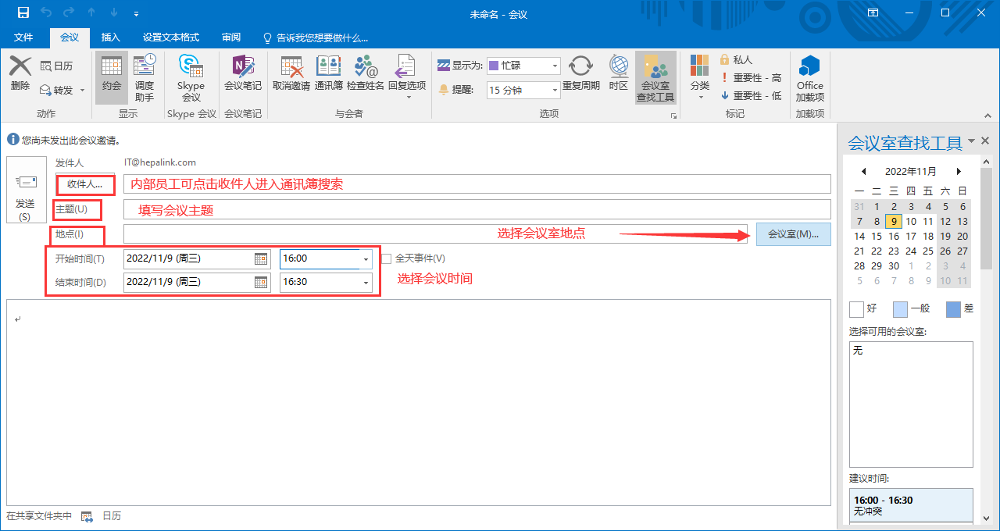 未命名 - 会议
文件 会议 插入 设置文本格式 审阅 告诉我您想要做什么...
删除 日历 转发
动作
约会 调度助手
显示
Skype 会议
Skype 会议
会议笔记
会议笔记
取消邀请 通讯簿 检查姓名 回复选项
与会者
显示为: 忙碌
提醒: 15 分钟
重复周期 时区 会议室查找工具
选项
分类
私人
重要性 - 高
重要性 - 低
标记
Office 加载项
加载项
您尚未发出此会议邀请。
发送(S)
发件人 IT@hepalink.com
收件人... 内部员工可点击收件人进入通讯簿搜索
主题(U) 填写会议主题
地点(I) 选择会议室地点 会议室(M)...
开始时间(T) 2022/11/9 (周三) 16:00 全天事件(V)
结束时间(D) 2022/11/9 (周三) 16:30 选择会议时间
在共享文件夹中 日历
会议室查找工具
2022年11月
一 二 三 四 五 六 日
31 1 2 3 4 5 6
7 8 9 10 11 12 13
14 15 16 17 18 19 20
21 22 23 24 25 26 27
28 29 30 1 2 3 4
5 6 7 8 9 10 11
好 一般 差
选择可用的会议室:
无
建议时间:
16:00 - 16:30
无冲突